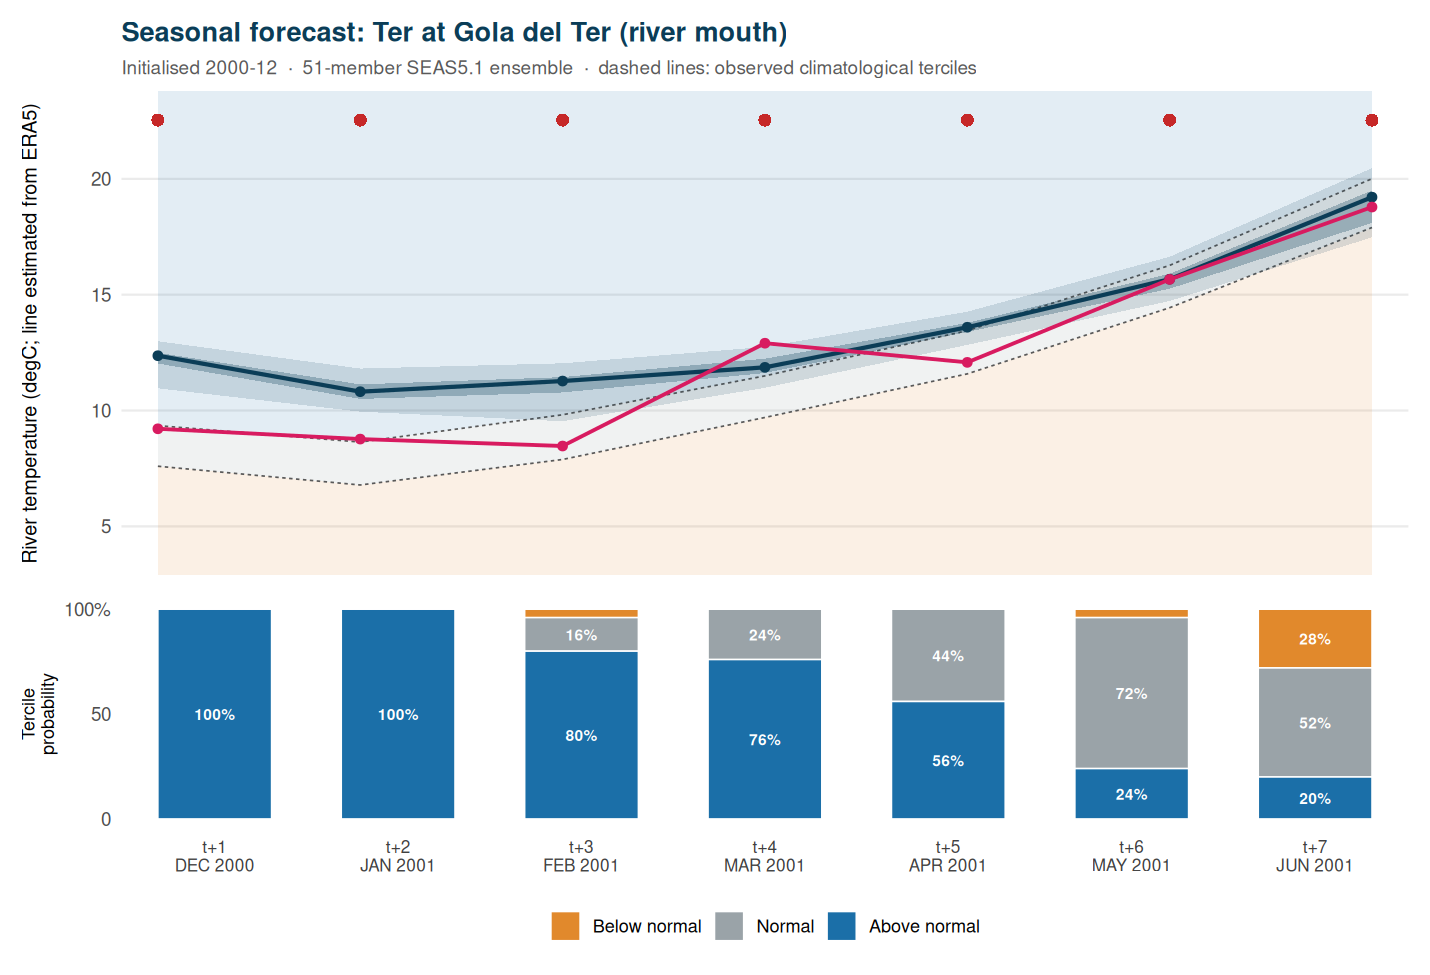 Seasonal forecast: Ter at Gola del Ter (river mouth)
Initialised 2000-12 · 51-member SEAS5.1 ensemble · dashed lines: observed climatological terciles
River temperature (degC; line estimated from ERA5)
20
15
10
5
Tercile
probability
100%
50
0
100%
100%
16%
80%
24%
76%
44%
56%
72%
24%
28%
52%
20%
t+1
DEC 2000
t+2
JAN 2001
t+3
FEB 2001
t+4
MAR 2001
t+5
APR 2001
t+6
MAY 2001
t+7
JUN 2001
Below normal
Normal
Above normal